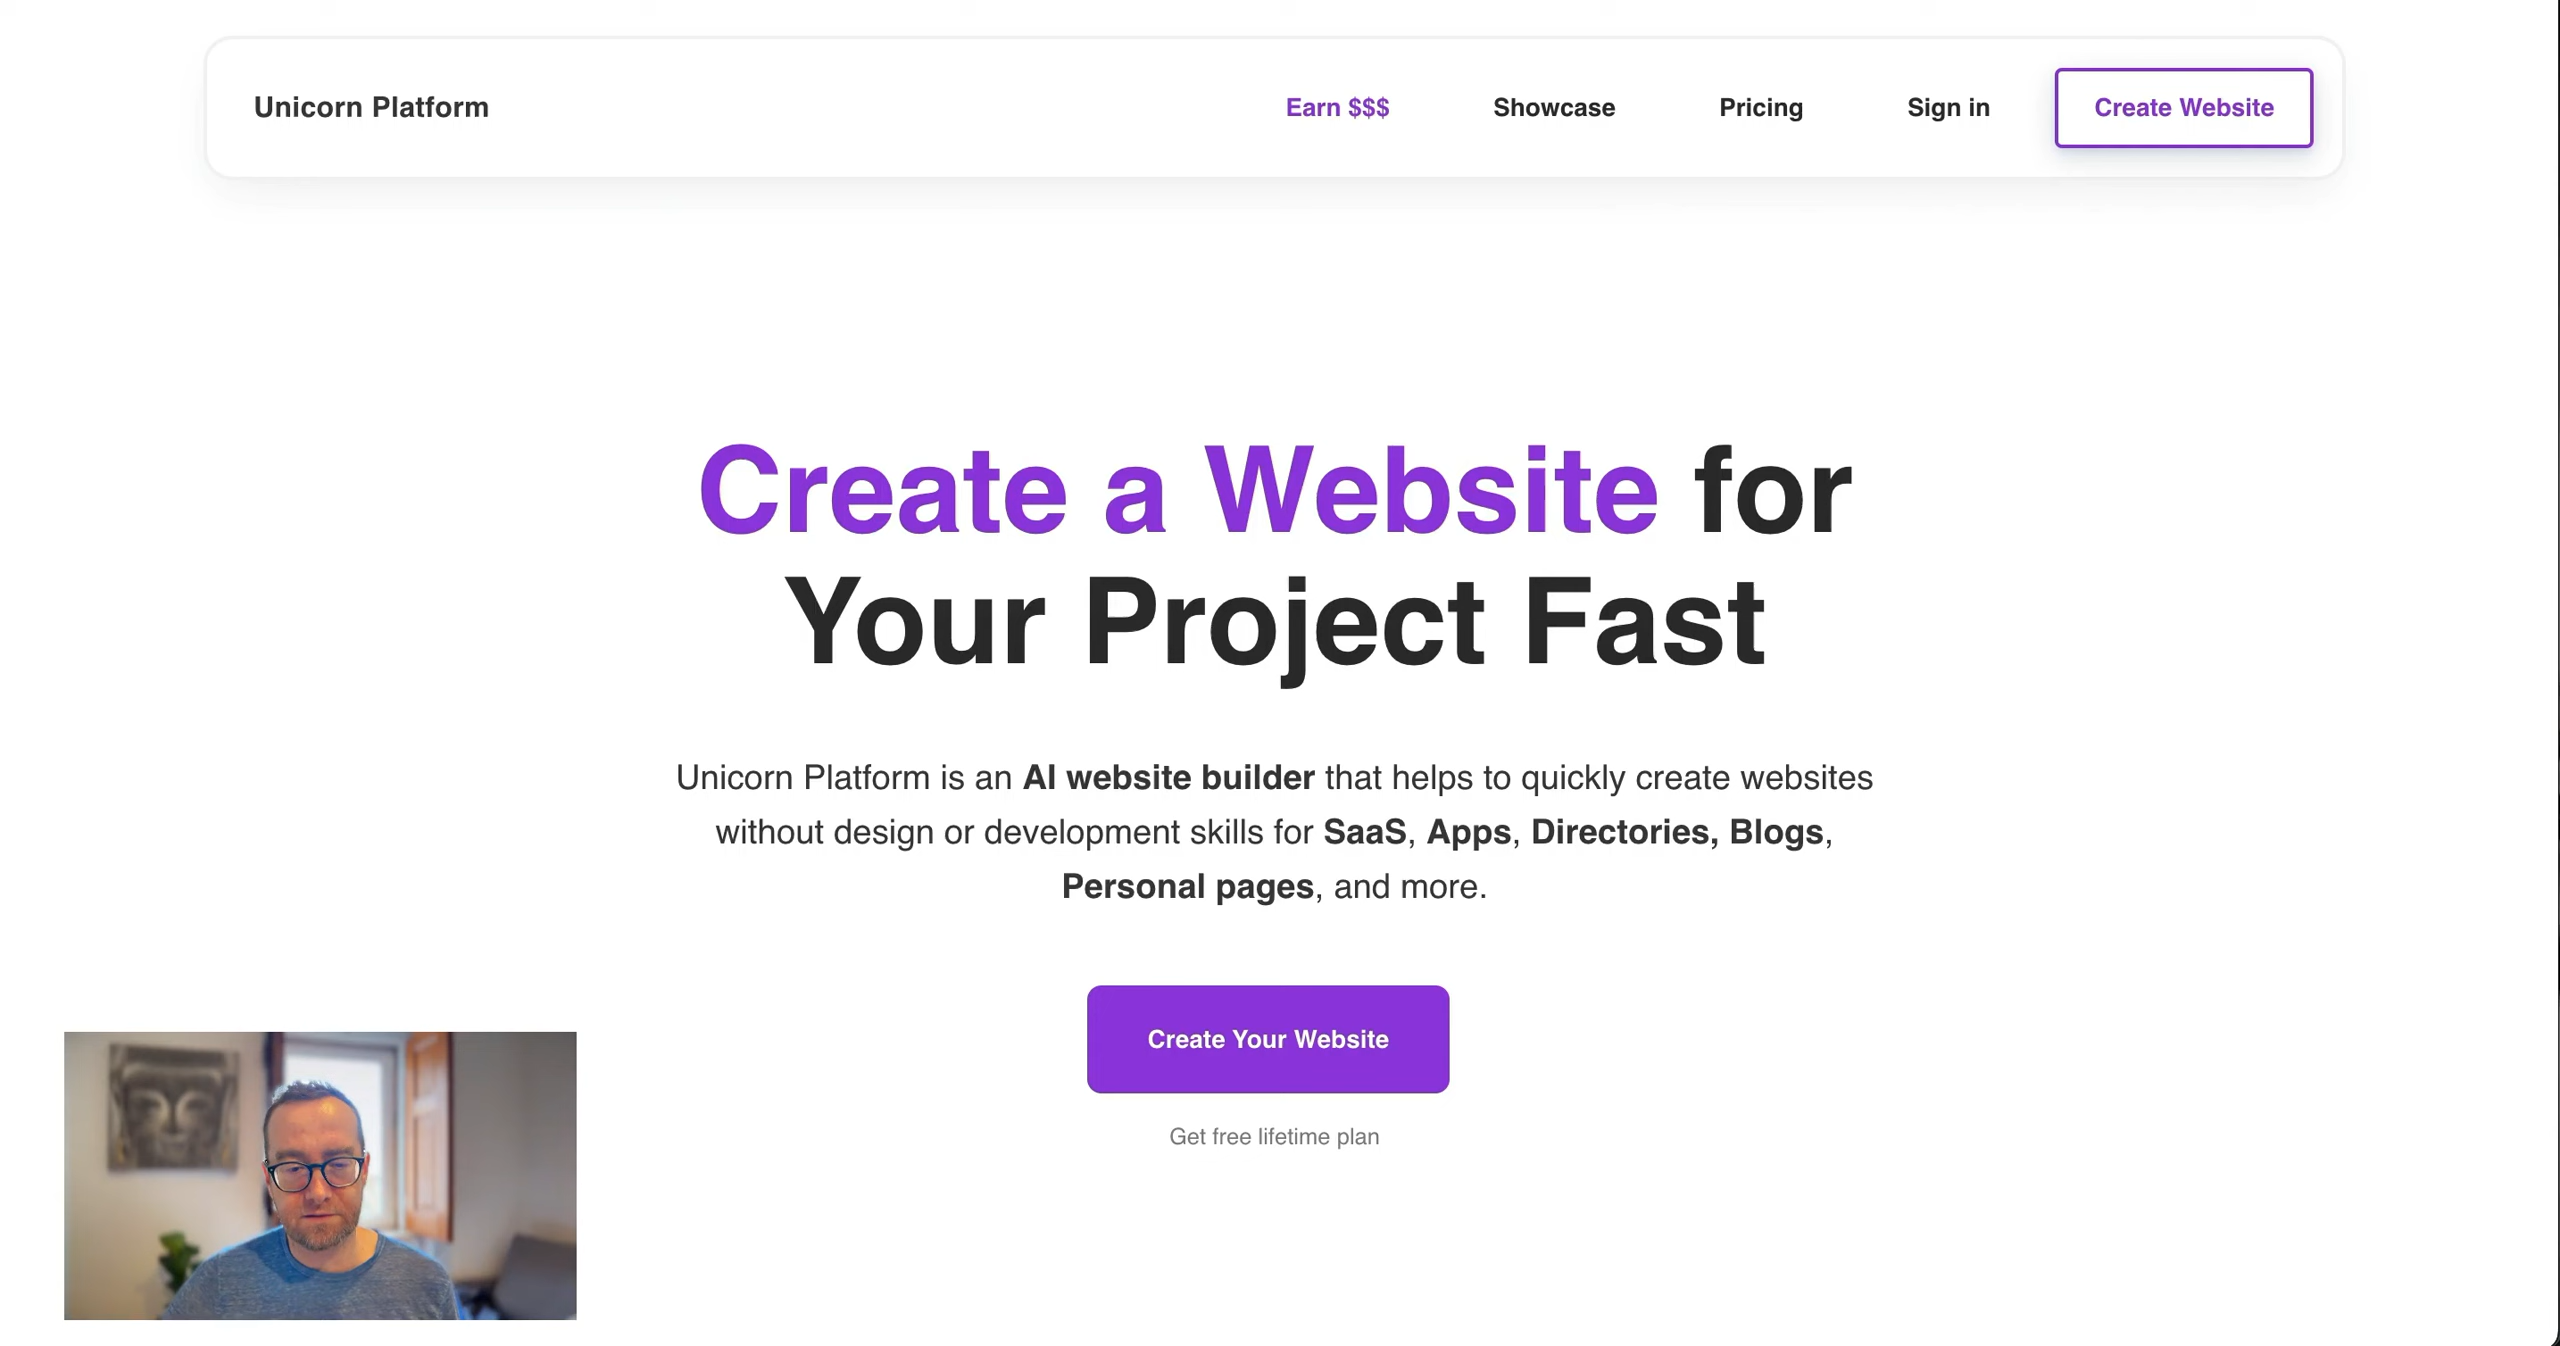 Unicorn Platform
Earn $$$
Showcase
Pricing
Sign in
Create Website
Create a Website for
Your Project Fast
Unicorn Platform is an AI website builder that helps to quickly create websites
without design or development skills for SaaS, Apps, Directories, Blogs,
Personal pages, and more.
Create Your Website
Get free lifetime plan